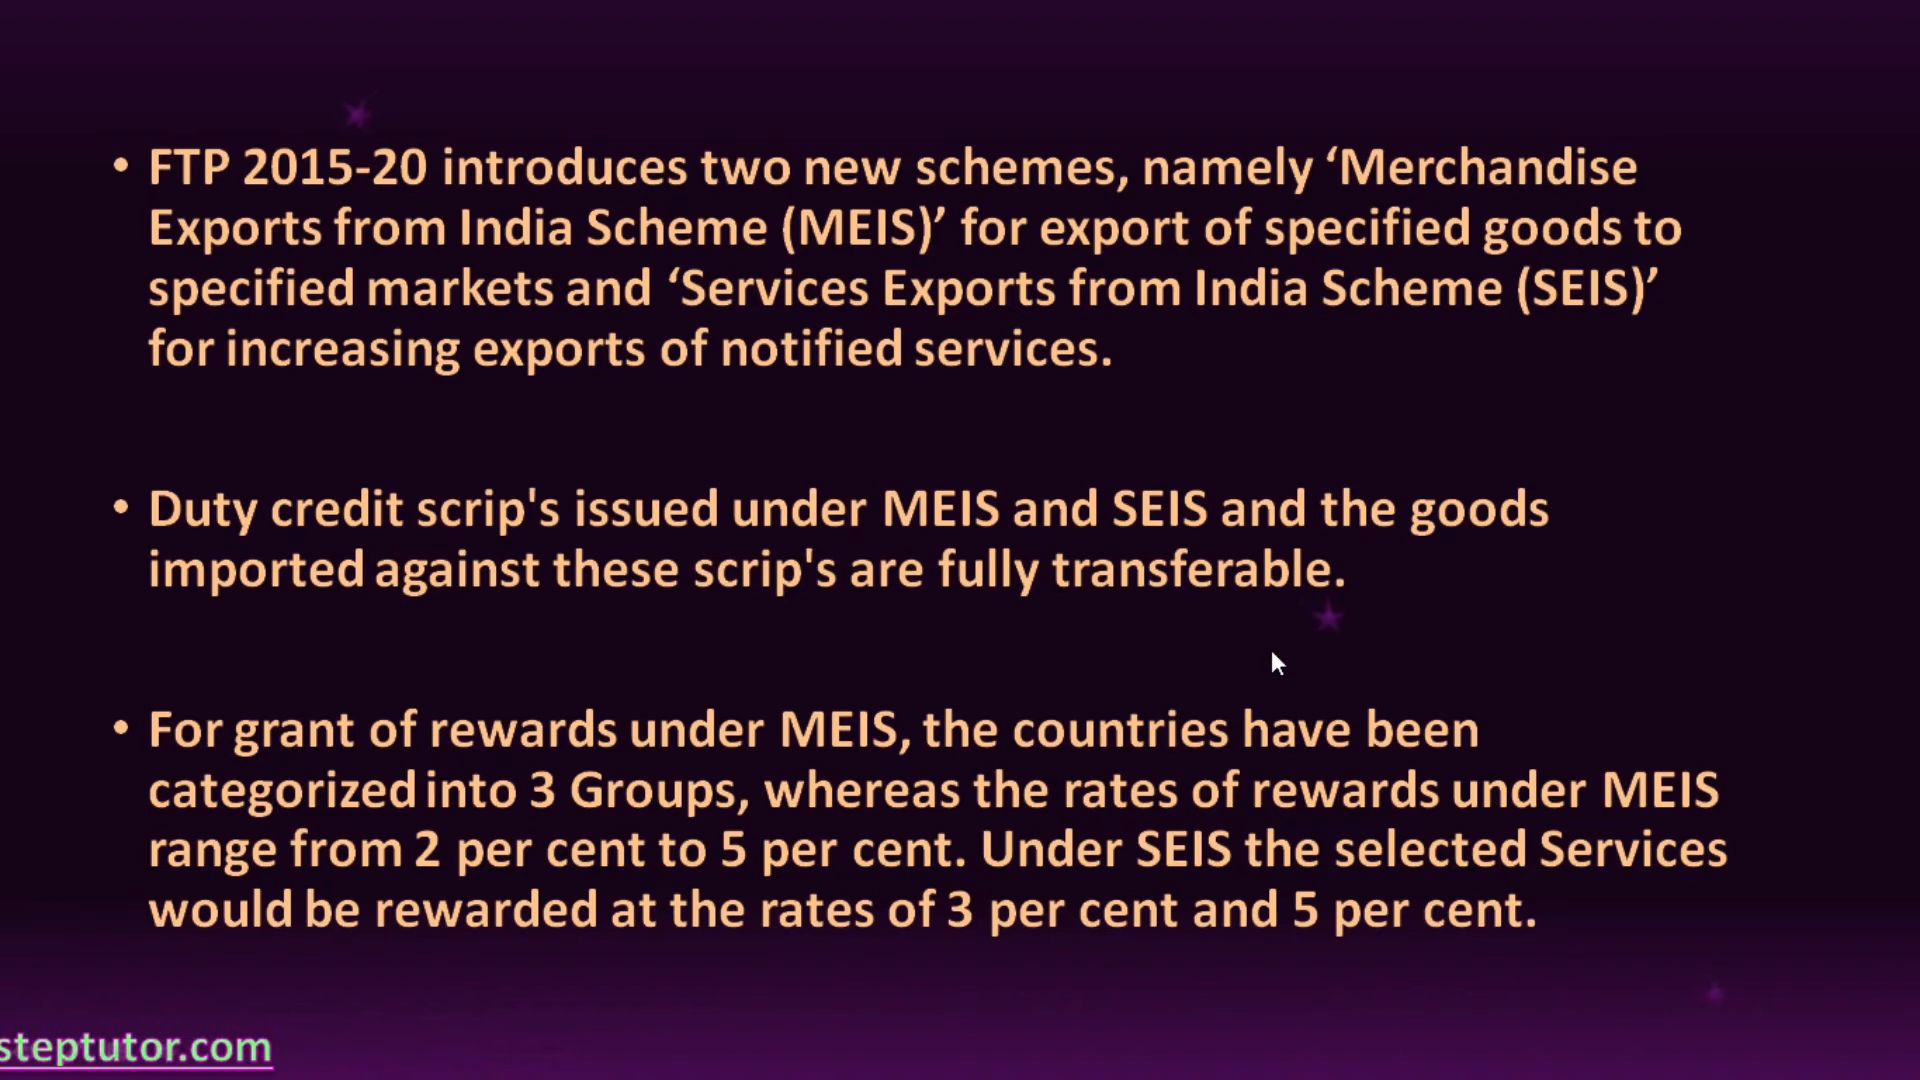 • FTP 2015-20 introduces two new schemes, namely ‘Merchandise
Exports from India Scheme (MEIS)’ for export of specified goods to
specified markets and ‘Services Exports from India Scheme (SEIS)’
for increasing exports of notified services.
• Duty credit scrip's issued under MEIS and SEIS and the goods
imported against these scrip's are fully transferable.
• For grant of rewards under MEIS, the countries have been
categorized into 3 Groups, whereas the rates of rewards under MEIS
range from 2 per cent to 5 per cent. Under SEIS the selected Services
would be rewarded at the rates of 3 per cent and 5 per cent.
steptutor.com